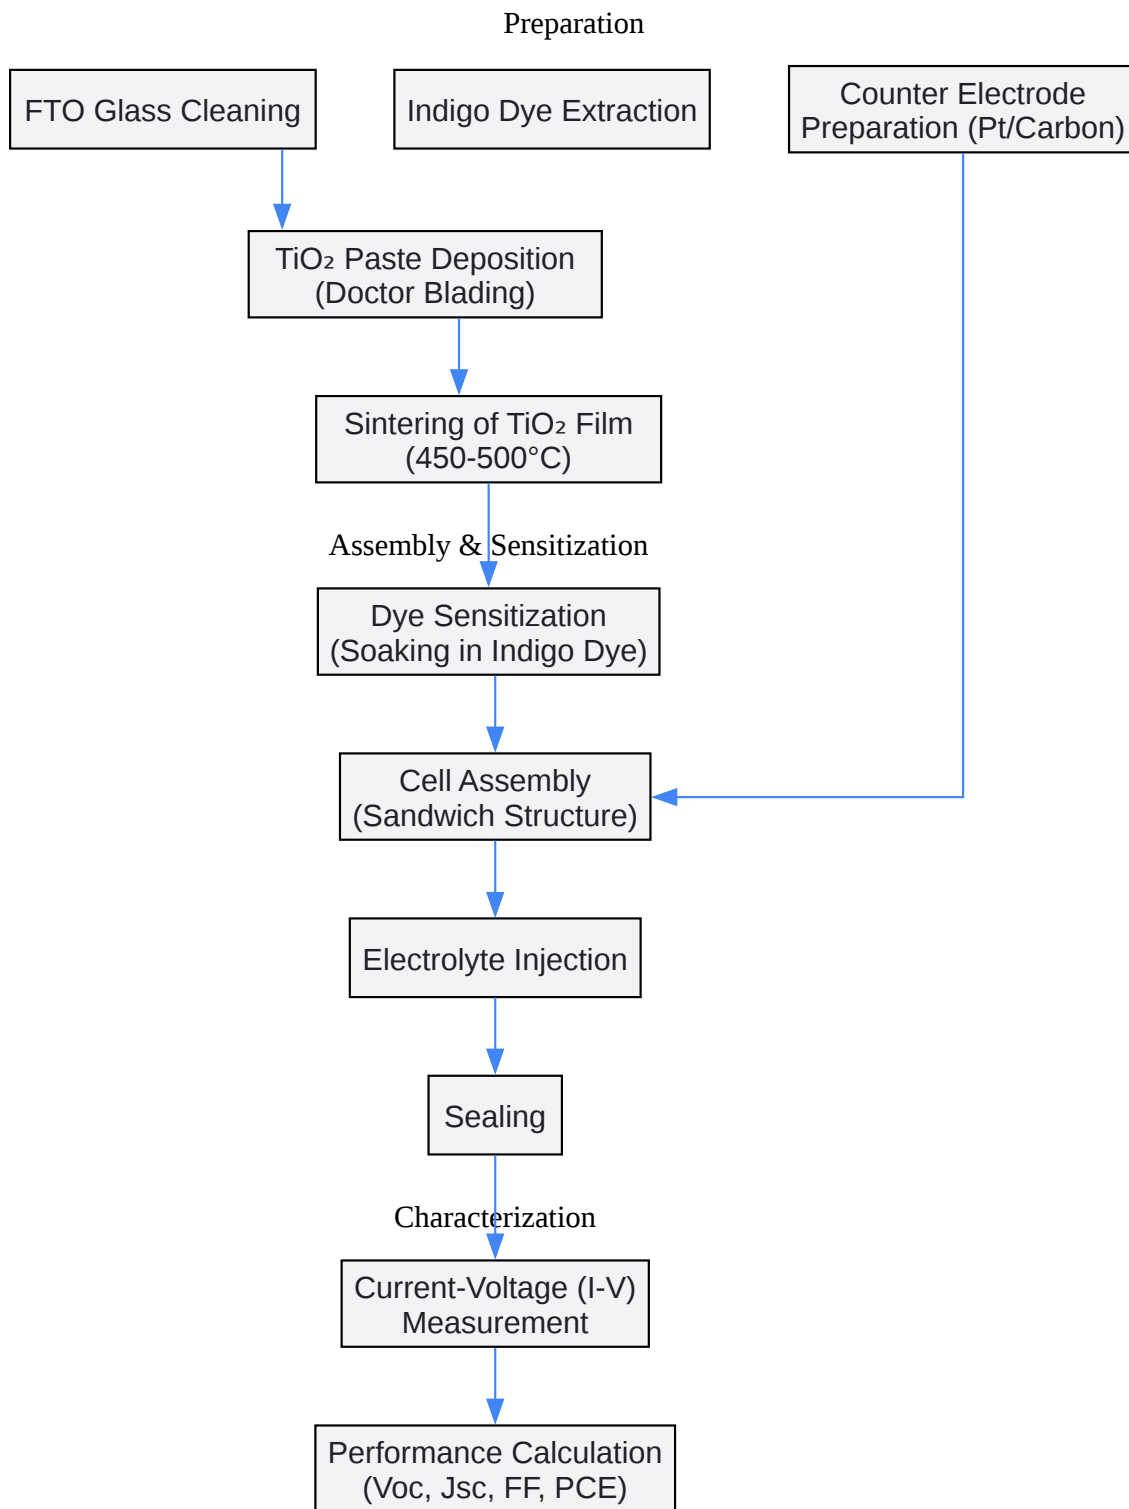 Preparation
FTO Glass Cleaning
Indigo Dye Extraction
Counter Electrode
Preparation (Pt/Carbon)
TiO₂ Paste Deposition
(Doctor Blading)
Sintering of TiO₂ Film
(450-500°C)
Assembly & Sensitization
Dye Sensitization
(Soaking in Indigo Dye)
Cell Assembly
(Sandwich Structure)
Electrolyte Injection
Sealing
Characterization
Current-Voltage (I-V)
Measurement
Performance Calculation
(Voc, Jsc, FF, PCE)